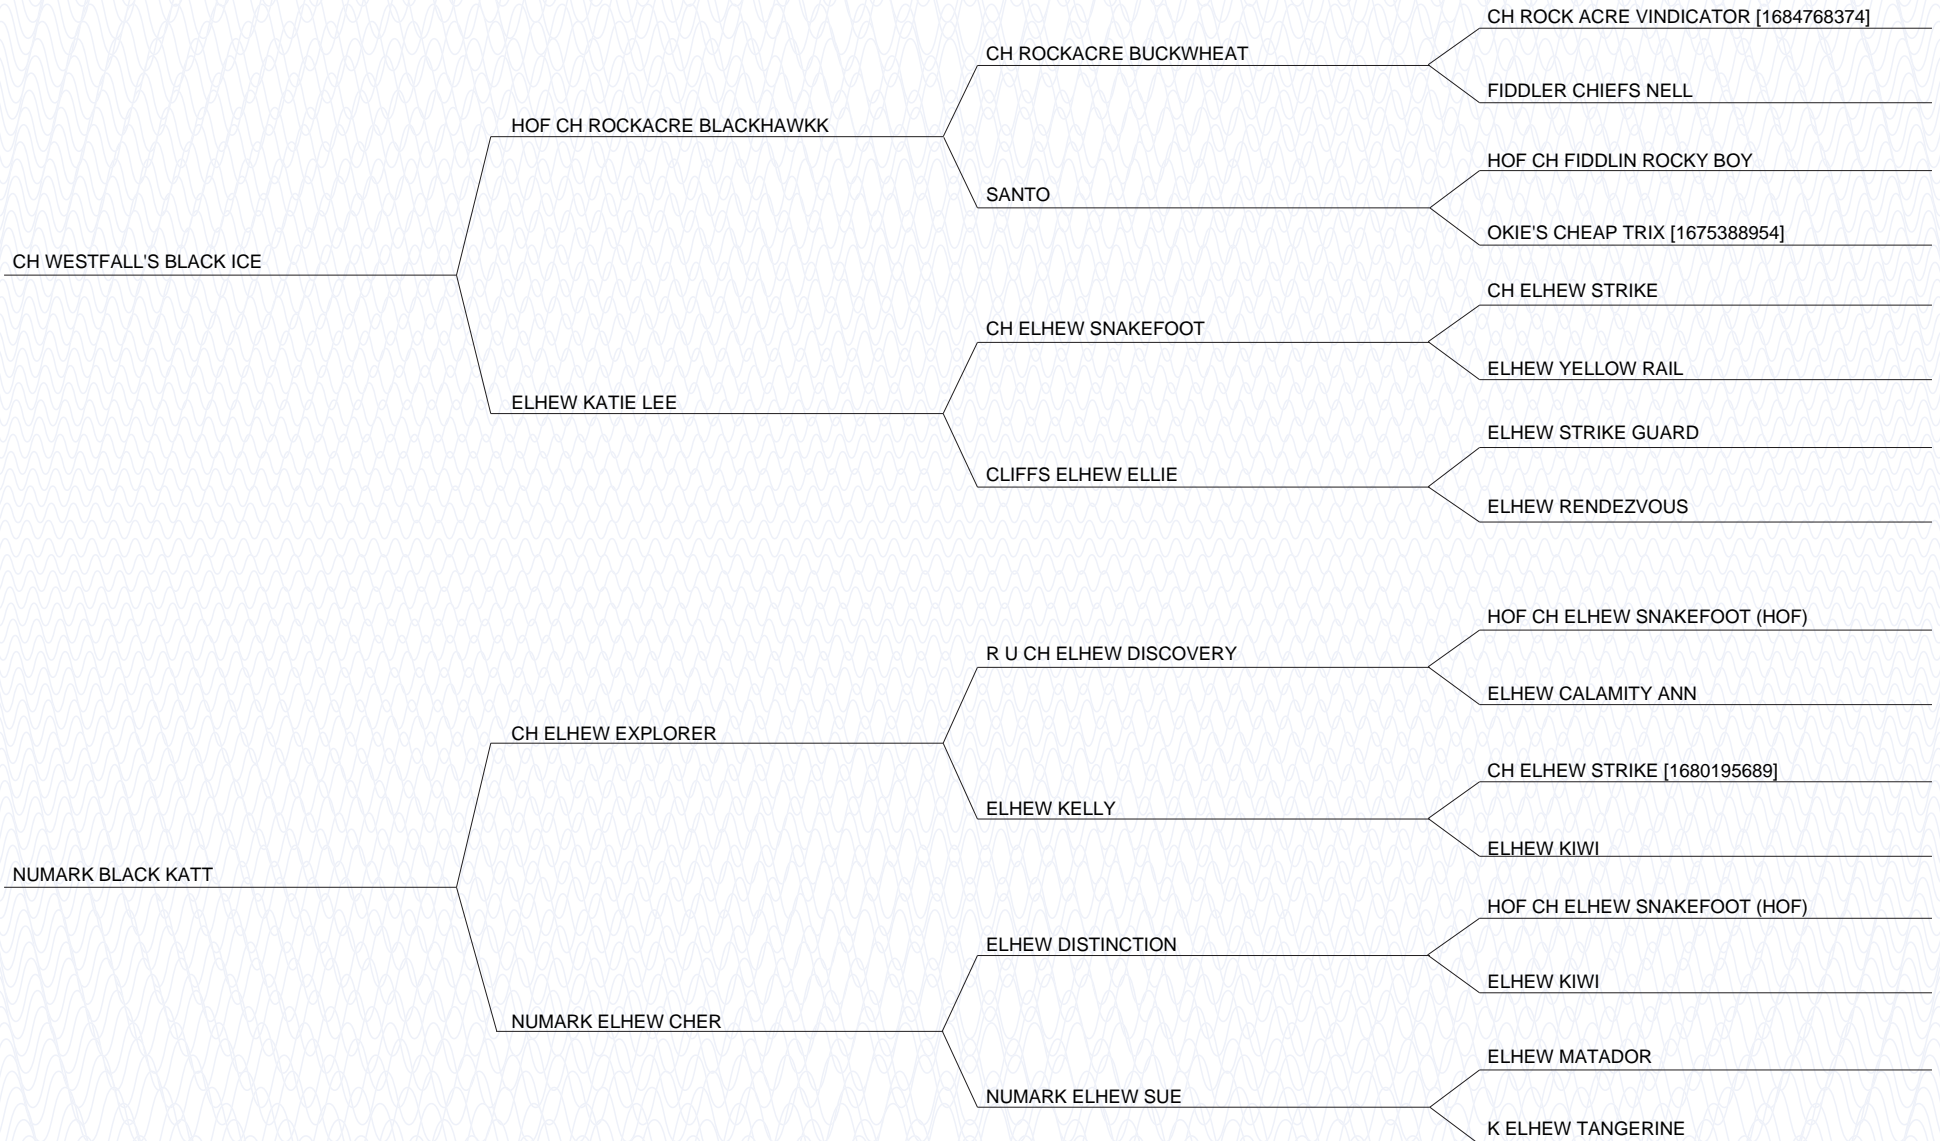 CH ROCK ACRE VINDICATOR [1684768374]
CH ROCKACRE BUCKWHEAT
FIDDLER CHIEFS NELL
HOF CH ROCKACRE BLACKHAWKK
HOF CH FIDDLIN ROCKY BOY
SANTO
OKIE'S CHEAP TRIX [1675388954]
CH WESTFALL'S BLACK ICE
CH ELHEW STRIKE
CH ELHEW SNAKEFOOT
ELHEW YELLOW RAIL
ELHEW KATIE LEE
ELHEW STRIKE GUARD
CLIFFS ELHEW ELLIE
ELHEW RENDEZVOUS
HOF CH ELHEW SNAKEFOOT (HOF)
R U CH ELHEW DISCOVERY
ELHEW CALAMITY ANN
CH ELHEW EXPLORER
CH ELHEW STRIKE [1680195689]
ELHEW KELLY
ELHEW KIWI
NUMARK BLACK KATT
HOF CH ELHEW SNAKEFOOT (HOF)
ELHEW DISTINCTION
ELHEW KIWI
NUMARK ELHEW CHER
ELHEW MATADOR
NUMARK ELHEW SUE
K ELHEW TANGERINE